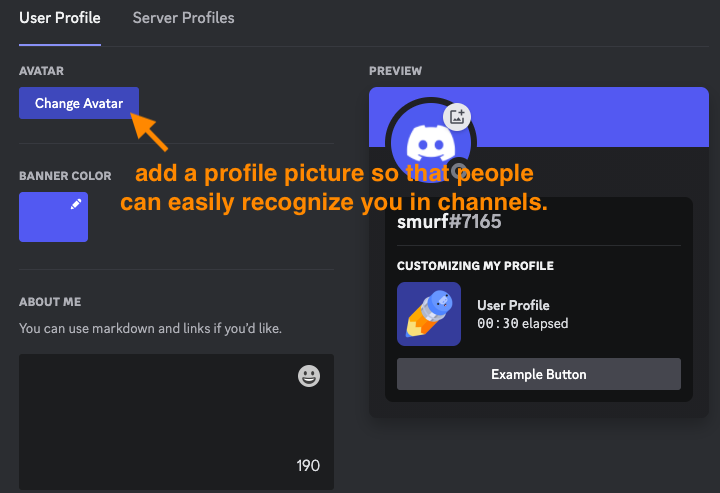 User Profile
Server Profiles
AVATAR
Change Avatar
add a profile picture so that people
can easily recognize you in channels.
BANNER COLOR
ABOUT ME
You can use markdown and links if you'd like.
190
PREVIEW
smurf#7165
CUSTOMIZING MY PROFILE
User Profile
00:30 elapsed
Example Button